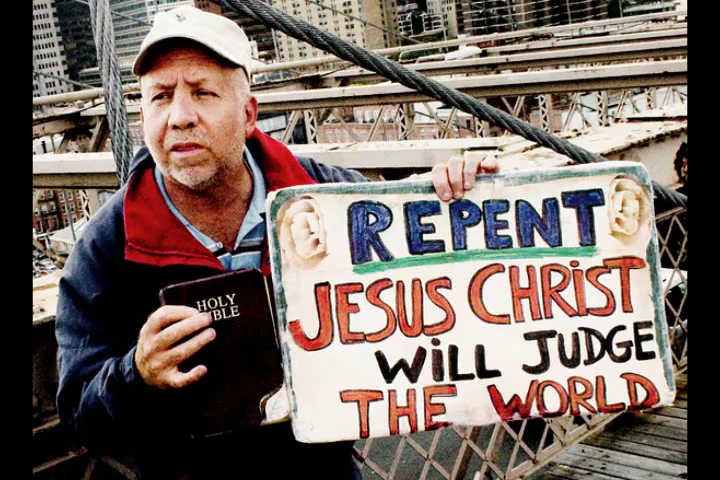 HOLY
BIBLE
REPENT
JESUS CHRiST
WiLL JUDGE
THE WORLD